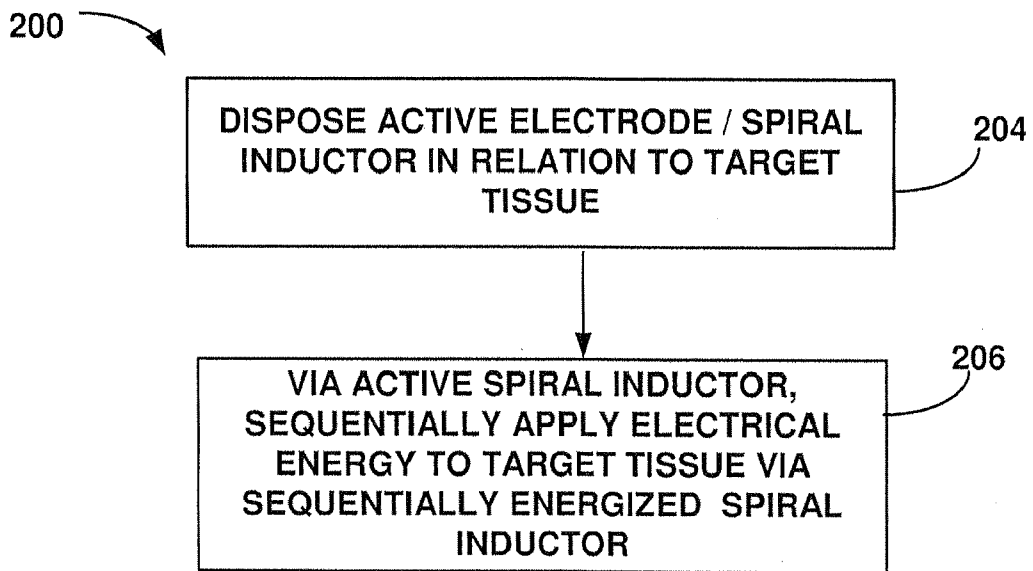 200
DISPOSE ACTIVE ELECTRODE / SPIRAL
INDUCTOR IN RELATION TO TARGET
TISSUE
204
206
VIA ACTIVE SPIRAL INDUCTOR,
SEQUENTIALLY APPLY ELECTRICAL
ENERGY TO TARGET TISSUE VIA
SEQUENTIALLY ENERGIZED SPIRAL
INDUCTOR